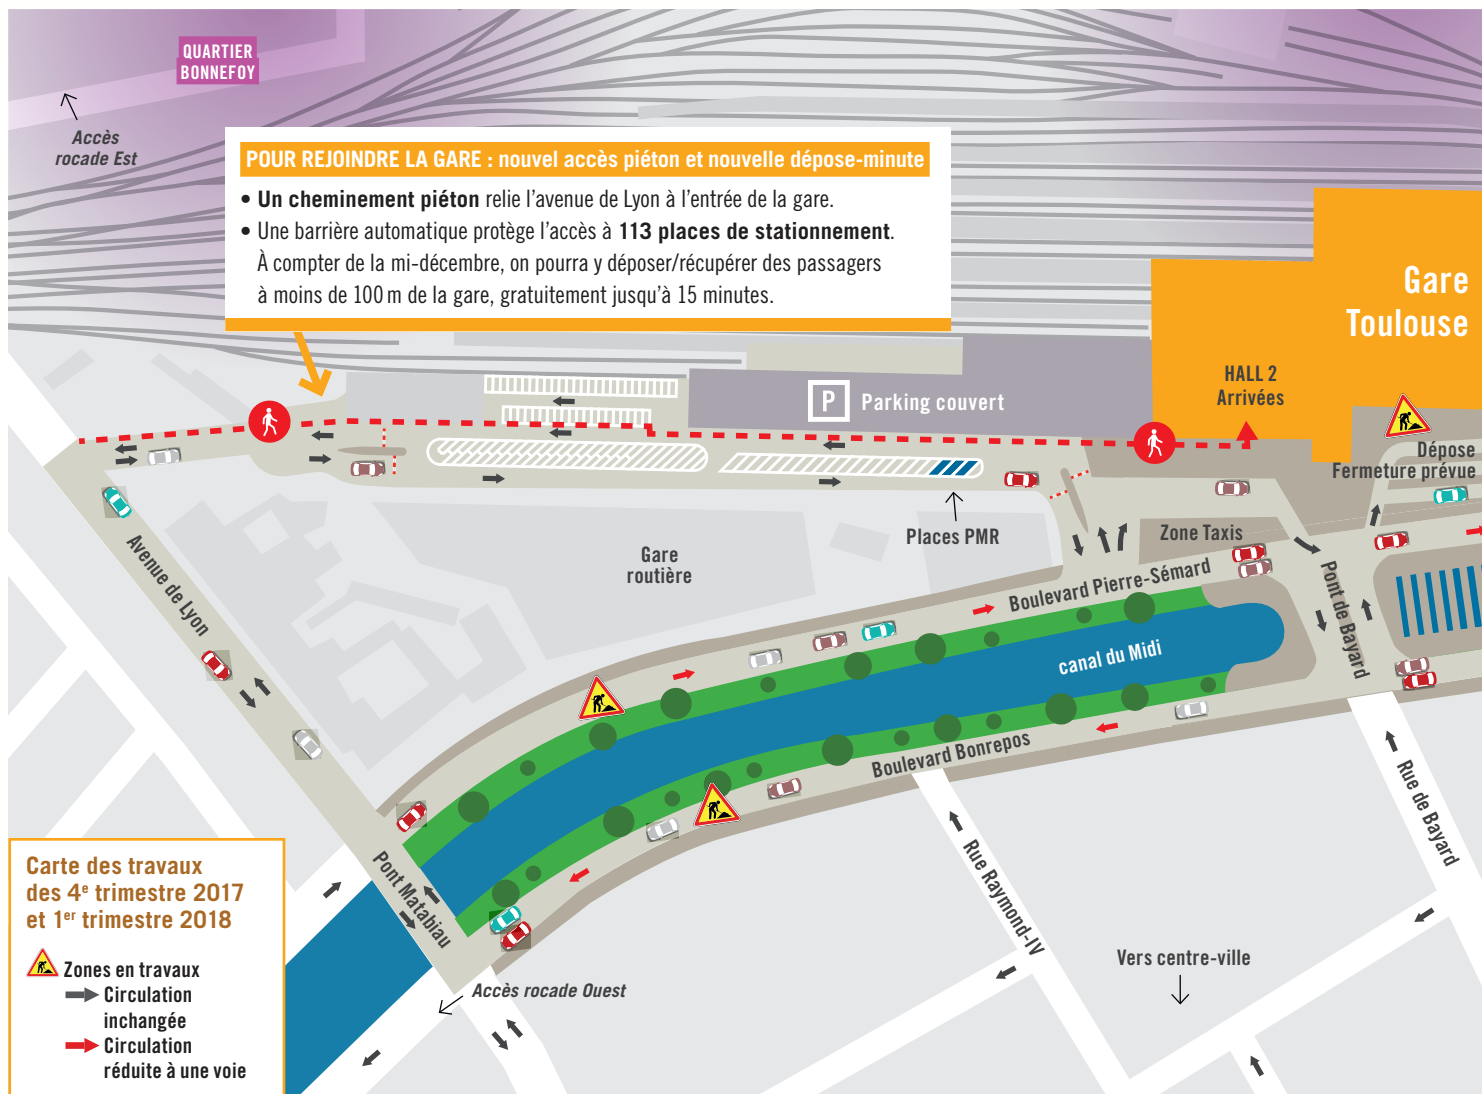 QUARTIER
BONNEFOY
Accès
rocade Est
POUR REJOINDRE LA GARE : nouvel accès piéton et nouvelle dépose-minute
• Un cheminement piéton relie l'avenue de Lyon à l'entrée de la gare.
• Une barrière automatique protège l'accès à 113 places de stationnement.
À compter de la mi-décembre, on pourra y déposer/récupérer des passagers
à moins de 100 m de la gare, gratuitement jusqu'à 15 minutes.
Gare
Toulouse
HALL 2
Arrivées
P
Parking couvert
Dépose
Fermeture prévue
Places PMR
Zone Taxis
Gare
routière
Avenue de Lyon
Boulevard Pierre-Sémard
Pont de Bayard
canal du Midi
Boulevard Bonrepos
Rue de Bayard
Rue Raymond-IV
Pont Matabiau
Vers centre-ville
Accès rocade Ouest
Carte des travaux
des 4e trimestre 2017
et 1er trimestre 2018
Zones en travaux
Circulation
inchangée
Circulation
réduite à une voie